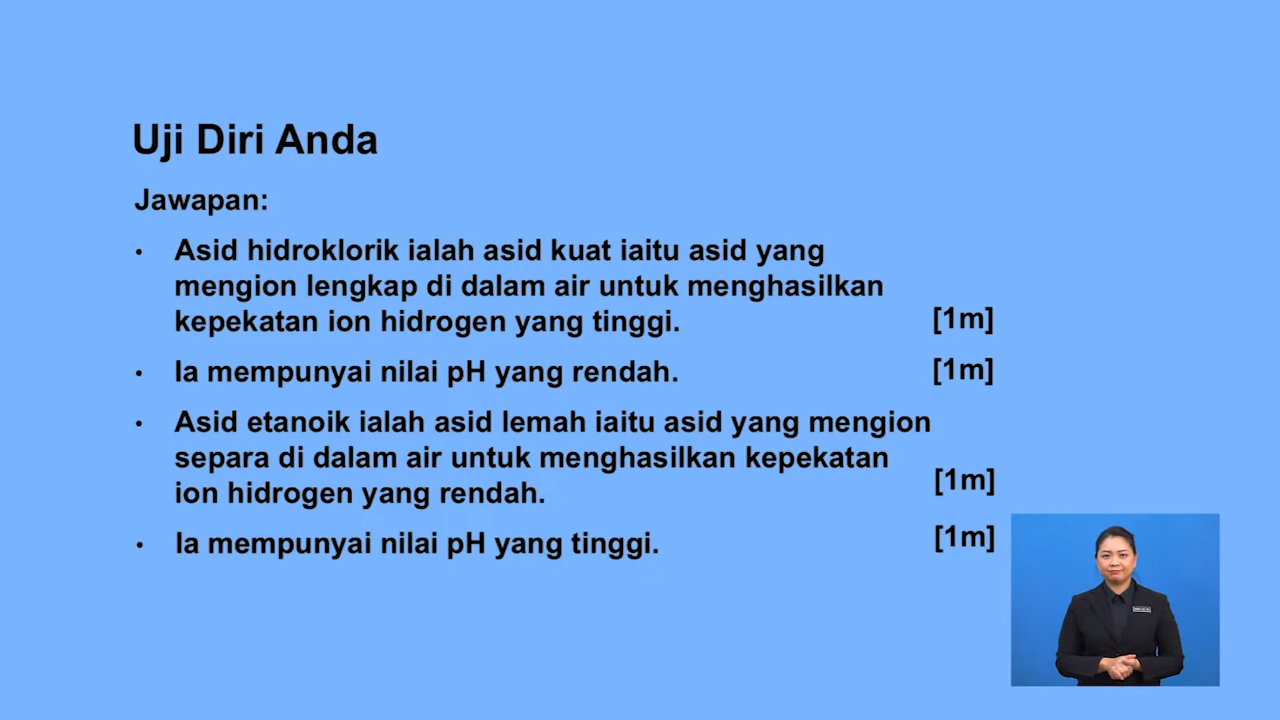 Uji Diri Anda
Jawapan:
• Asid hidroklorik ialah asid kuat iaitu asid yang
mengion lengkap di dalam air untuk menghasilkan
kepekatan ion hidrogen yang tinggi. [1m]
• Ia mempunyai nilai pH yang rendah. [1m]
• Asid etanoik ialah asid lemah iaitu asid yang mengion
separa di dalam air untuk menghasilkan kepekatan
ion hidrogen yang rendah. [1m]
• Ia mempunyai nilai pH yang tinggi. [1m]